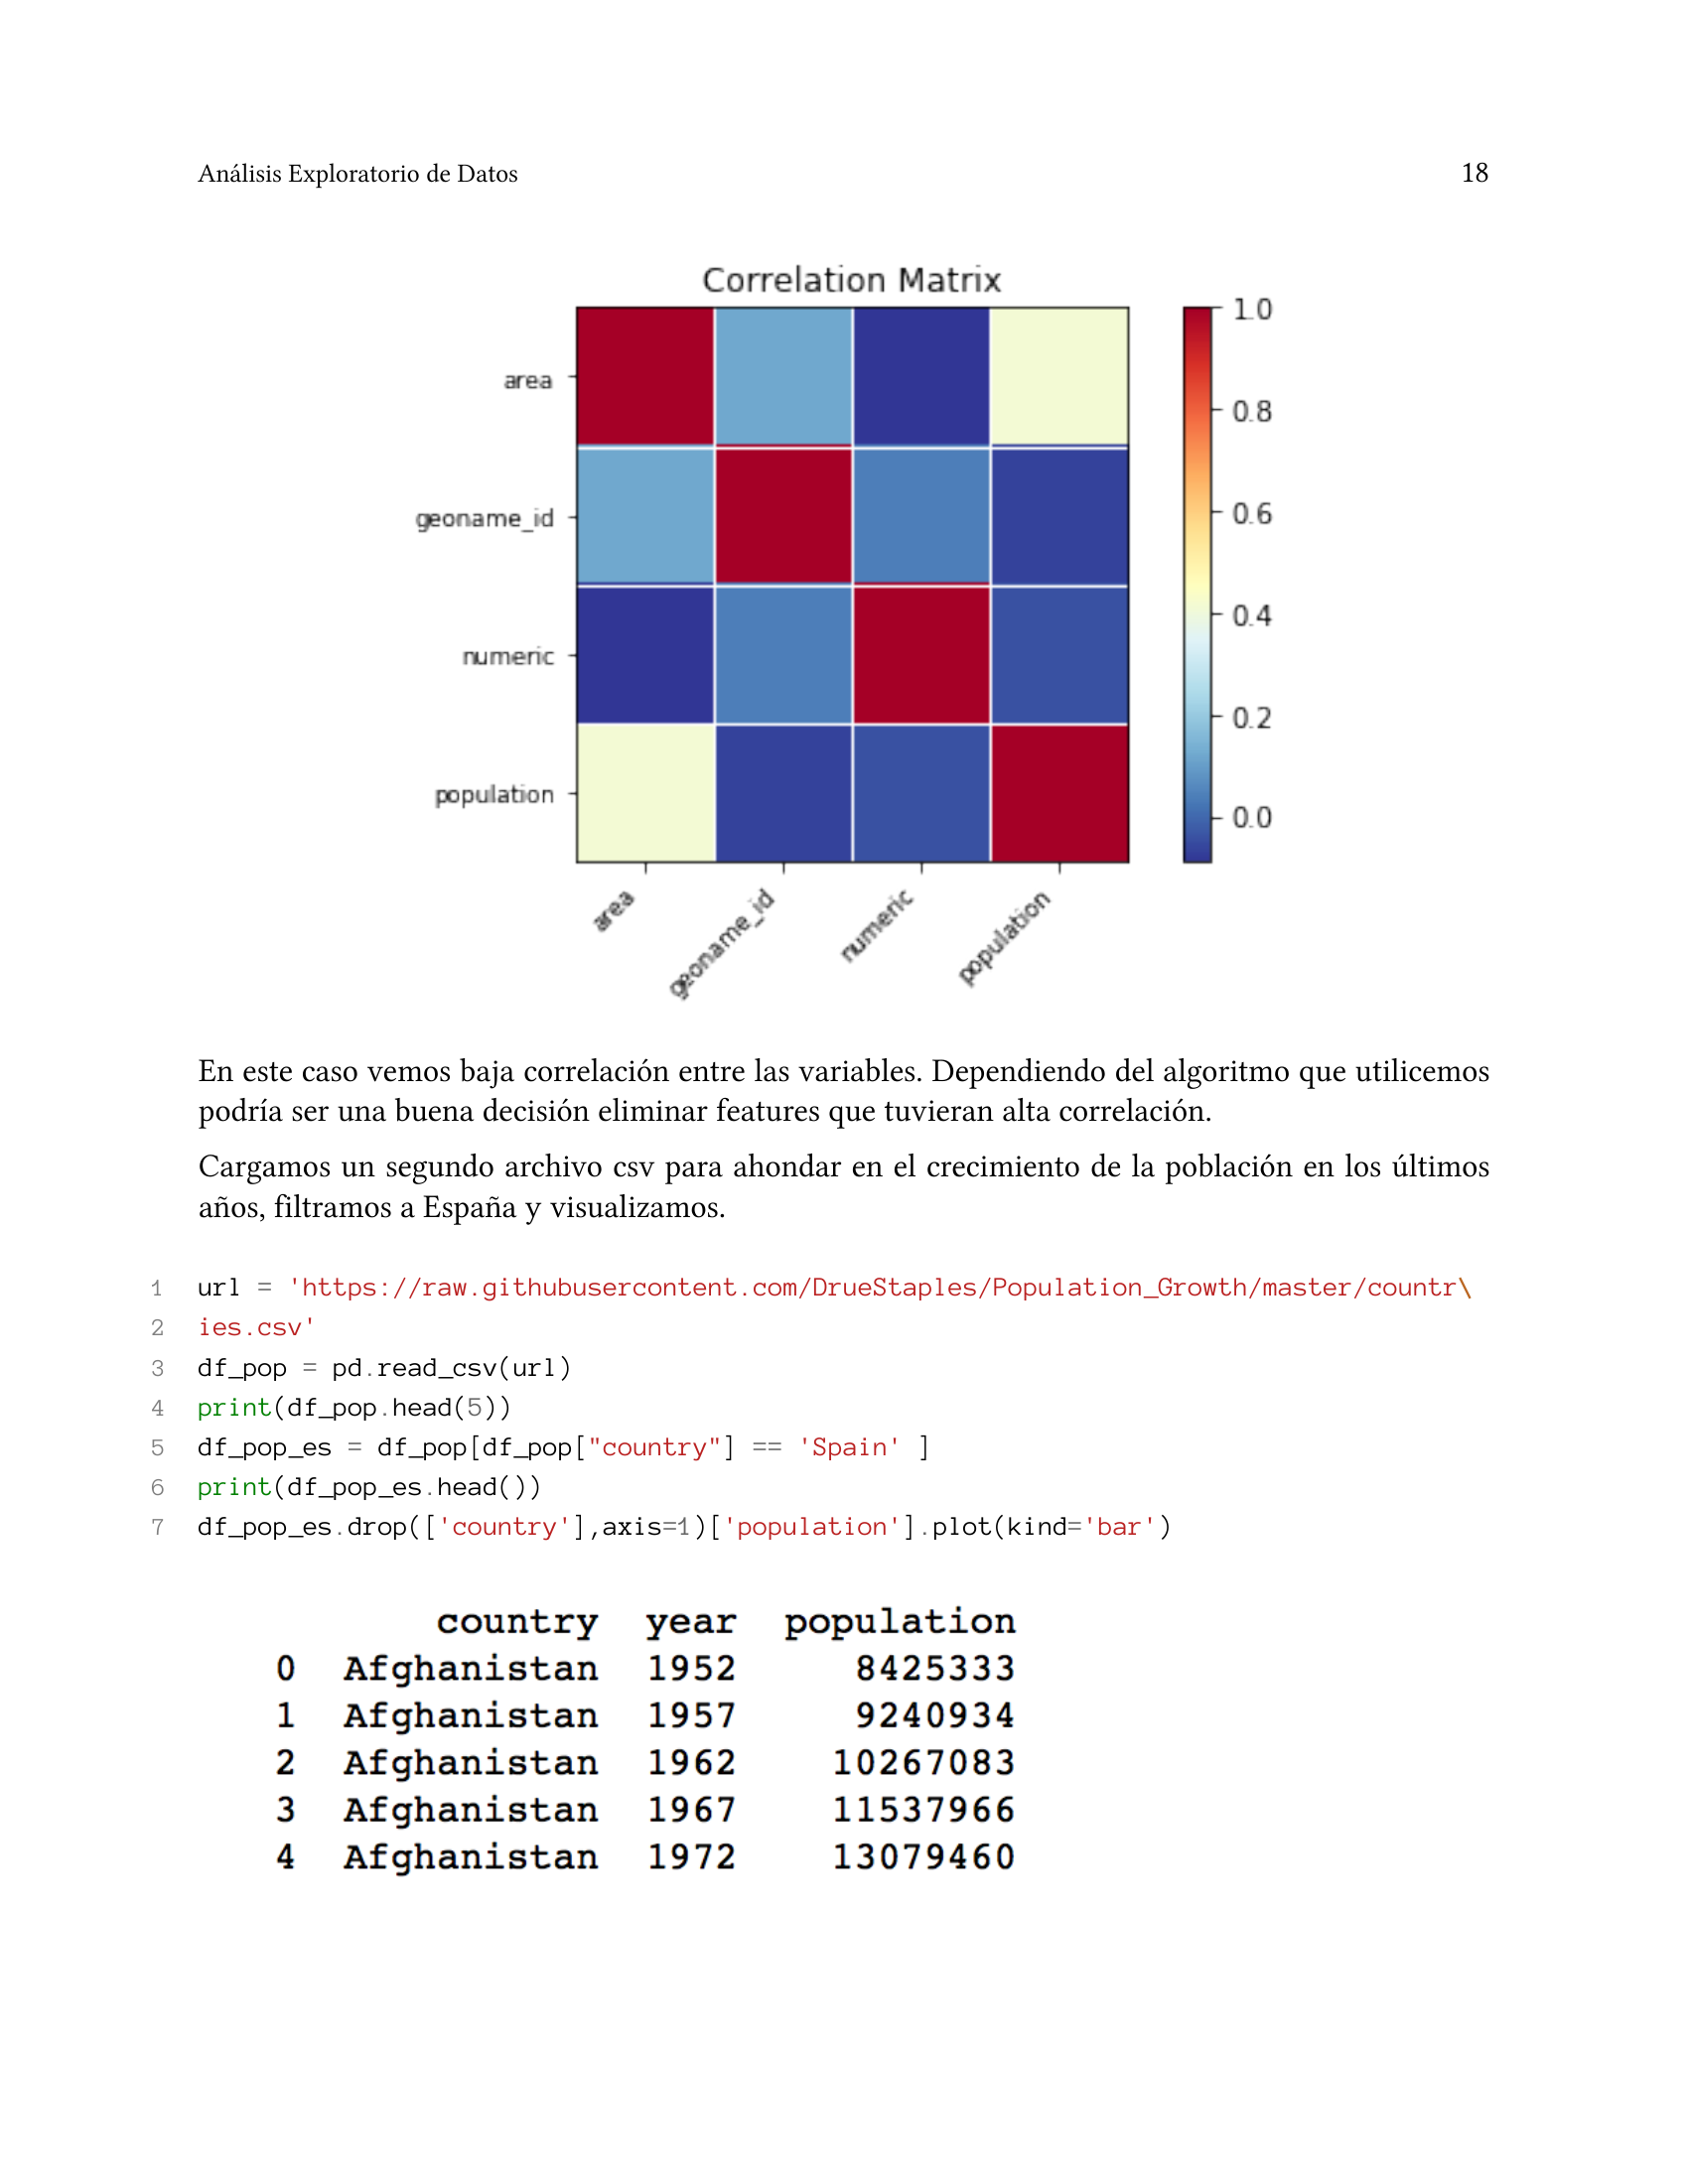 Análisis Exploratorio de Datos 18
Correlation Matrix
1.0
0.8
0.6
0.4
0.2
0.0
area
geoname_id
numeric
population
area
geoname_id
numeric
population
En este caso vemos baja correlación entre las variables. Dependiendo del algoritmo que utilicemos
podría ser una buena decisión eliminar features que tuvieran alta correlación.
Cargamos un segundo archivo csv para ahondar en el crecimiento de la población en los últimos
años, filtramos a España y visualizamos.
1 url = 'https://raw.githubusercontent.com/DrueStaples/Population_Growth/master/countr\
2 ies.csv'
3 df_pop = pd.read_csv(url)
4 print(df_pop.head(5))
5 df_pop_es = df_pop[df_pop["country"] == 'Spain' ]
6 print(df_pop_es.head())
7 df_pop_es.drop(['country'],axis=1)['population'].plot(kind='bar')
country year population
0 Afghanistan 1952 8425333
1 Afghanistan 1957 9240934
2 Afghanistan 1962 10267083
3 Afghanistan 1967 11537966
4 Afghanistan 1972 13079460